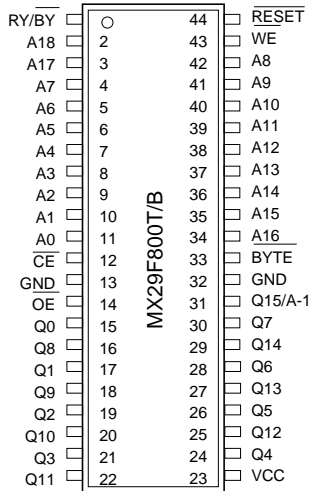 RY/BY 44 RESET
A18 2 43 WE
A17 3 42 A8
A7 4 41 A9
A6 5 40 A10
A5 6 39 A11
A4 7 38 A12
A3 8 37 A13
A2 9 36 A14
A1 10 35 A15
A0 11 34 A16
CE 12 33 BYTE
GND 13 32 GND
OE 14 31 Q15/A-1
Q0 15 30 Q7
Q8 16 29 Q14
Q1 17 28 Q6
Q9 18 27 Q13
Q2 19 26 Q5
Q10 20 25 Q12
Q3 21 24 Q4
Q11 22 23 VCC
MX29F800T/B